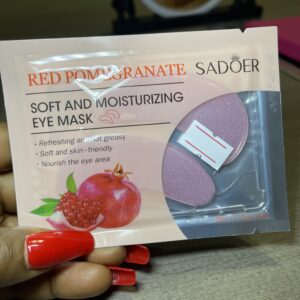 RED POMEGRANATE SADOER
SOFT AND MOISTURIZING
EYE MASK
• Refreshing and not greasy
• Soft and skin-friendly
• Nourish the eye area